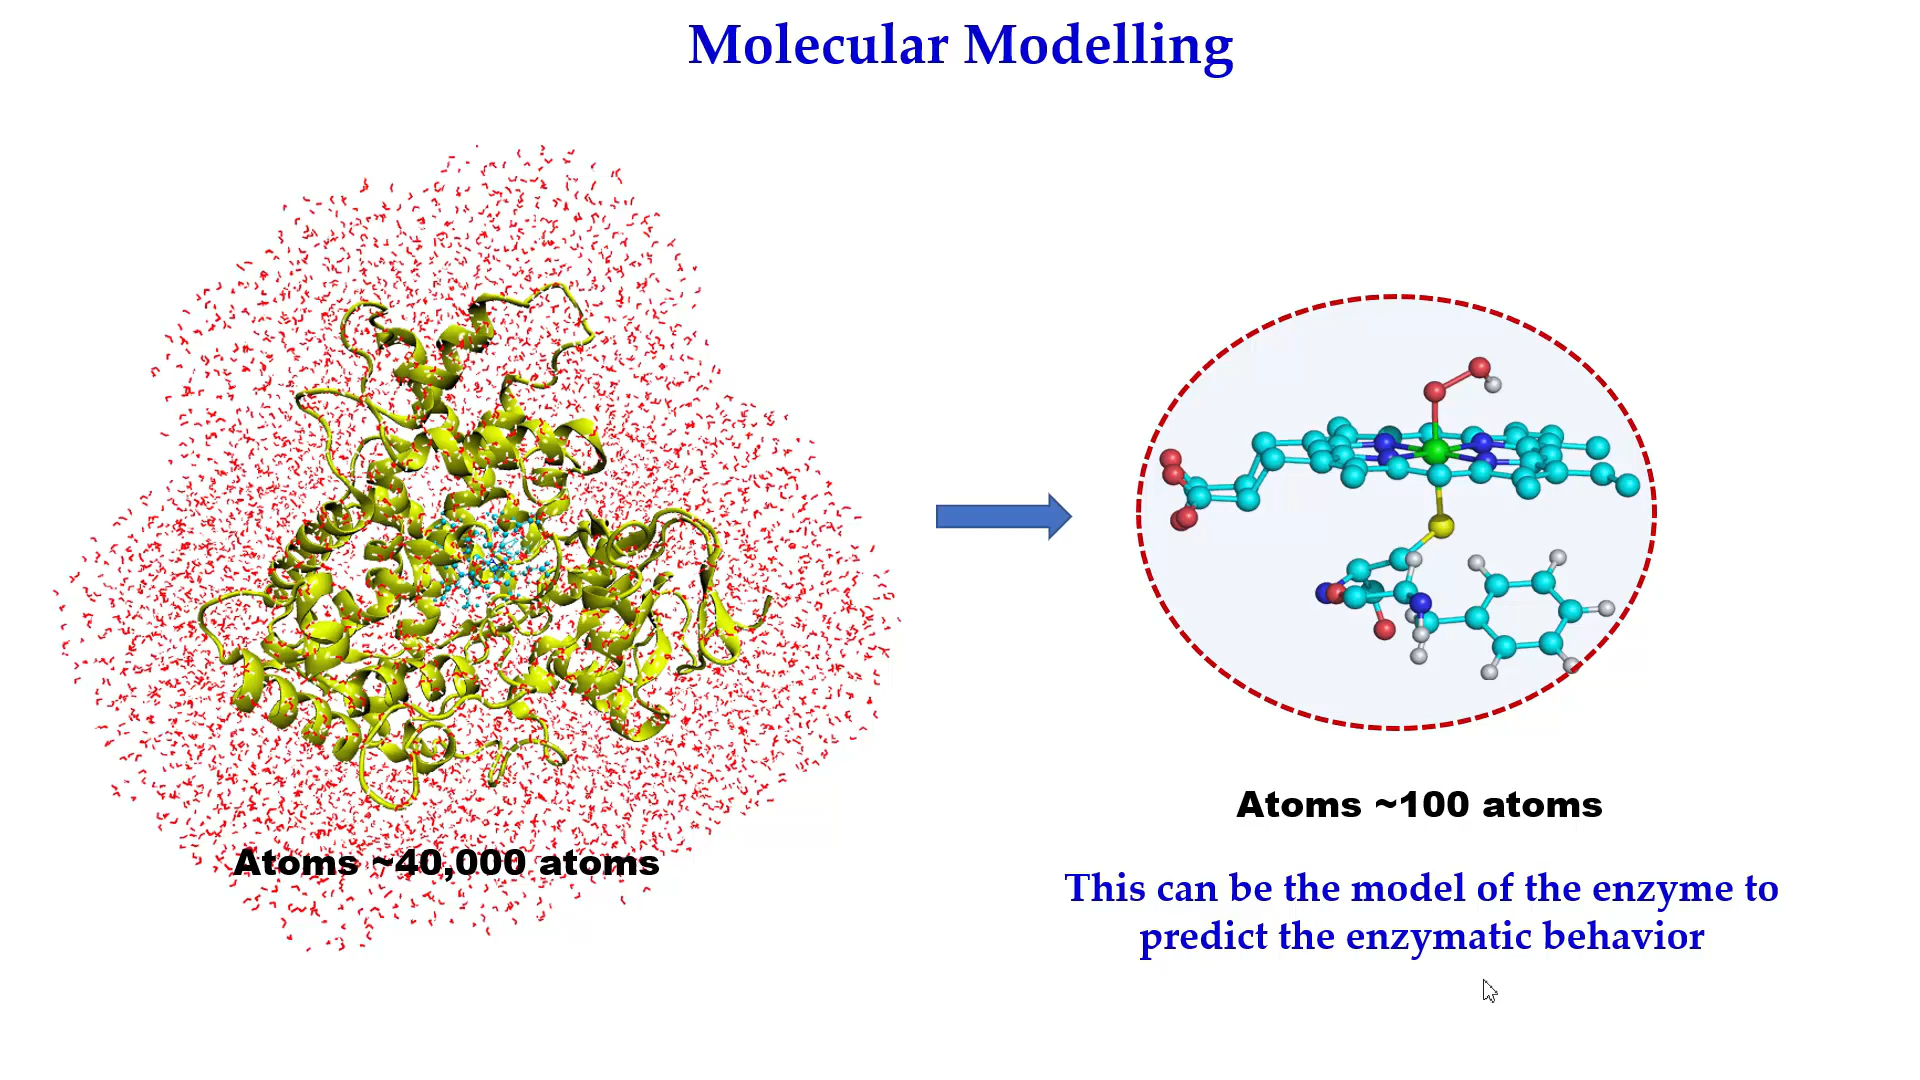 Molecular Modelling
Atoms ~40,000 atoms
Atoms ~100 atoms
This can be the model of the enzyme to
predict the enzymatic behavior